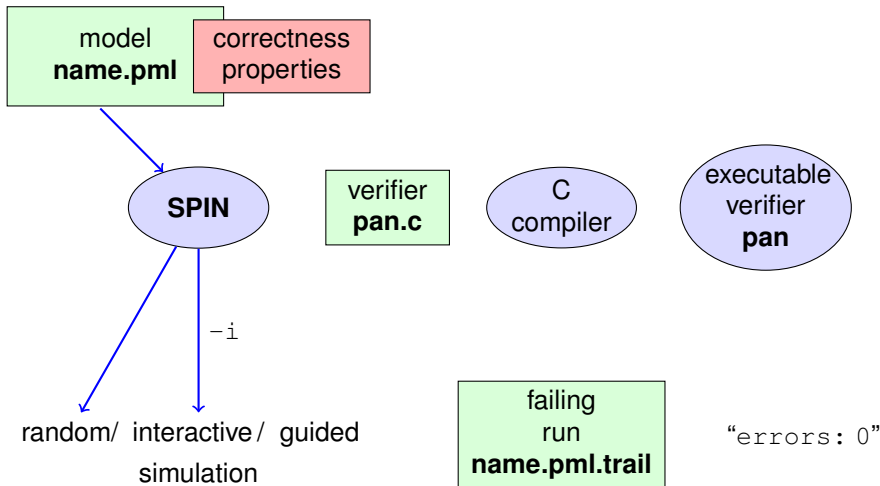 model
name.pml
correctness
properties
SPIN
verifier
pan.c
C
compiler
executable
verifier
pan
-i
random/ interactive / guided
simulation
failing
run
name.pml.trail
“errors: 0”